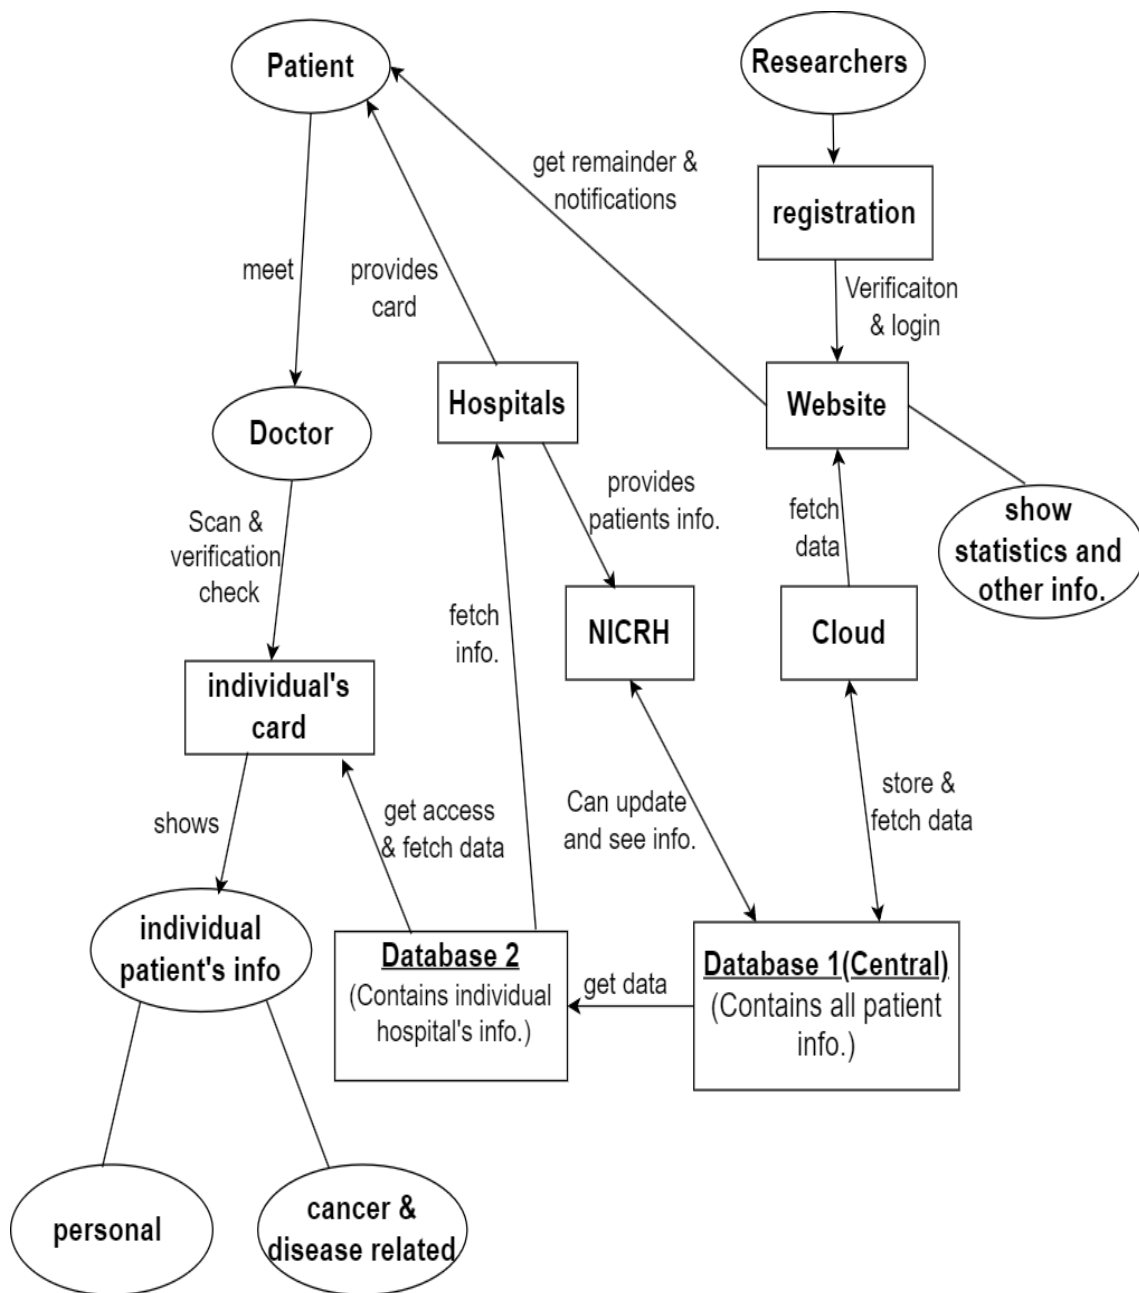 Patient
Researchers
get remainder &
notifications
registration
meet
provides
card
Verificaiton
& login
Hospitals
Website
Doctor
provides
patients info.
fetch
data
show
statistics and
other info.
Scan &
verification
check
fetch
info.
NICRH
Cloud
individual's
card
shows
get access
& fetch data
Can update
and see info.
store &
fetch data
individual
patient's info
Database 2
(Contains individual
hospital's info.)
get data
Database 1(Central)
(Contains all patient
info.)
personal
cancer &
disease related